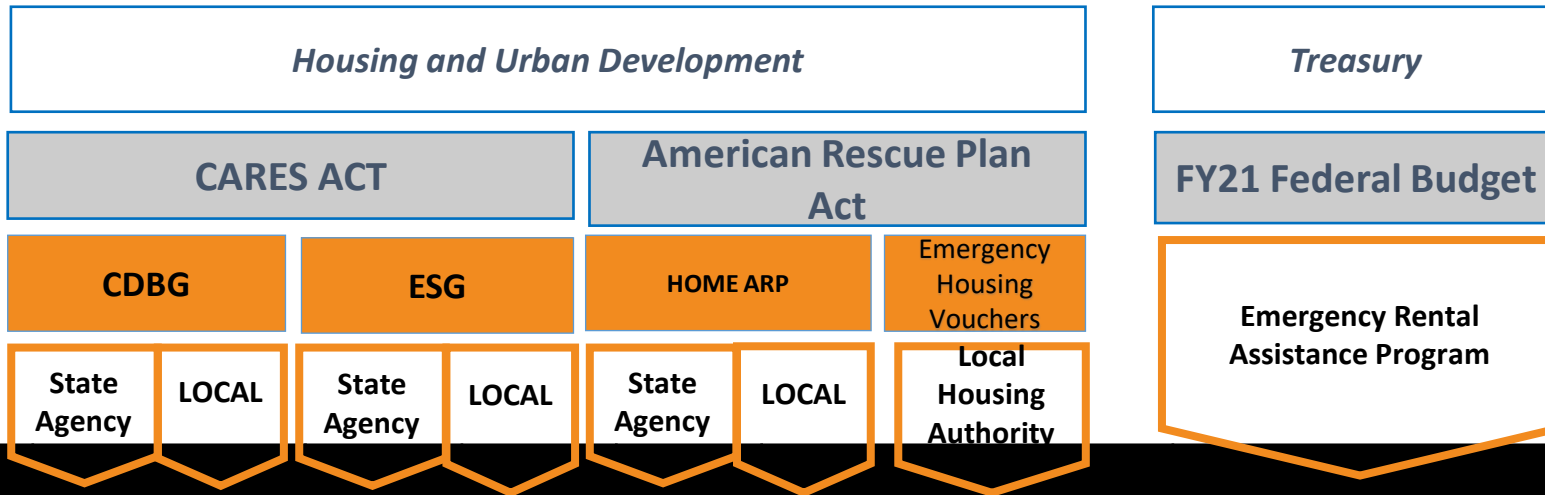 Housing and Urban Development
Treasury
CARES ACT
American Rescue Plan
Act
FY21 Federal Budget
CDBG
ESG
HOME ARP
Emergency
Housing
Vouchers
Emergency Rental
Assistance Program
State
Agency
LOCAL
State
Agency
LOCAL
State
Agency
LOCAL
Local
Housing
Authority